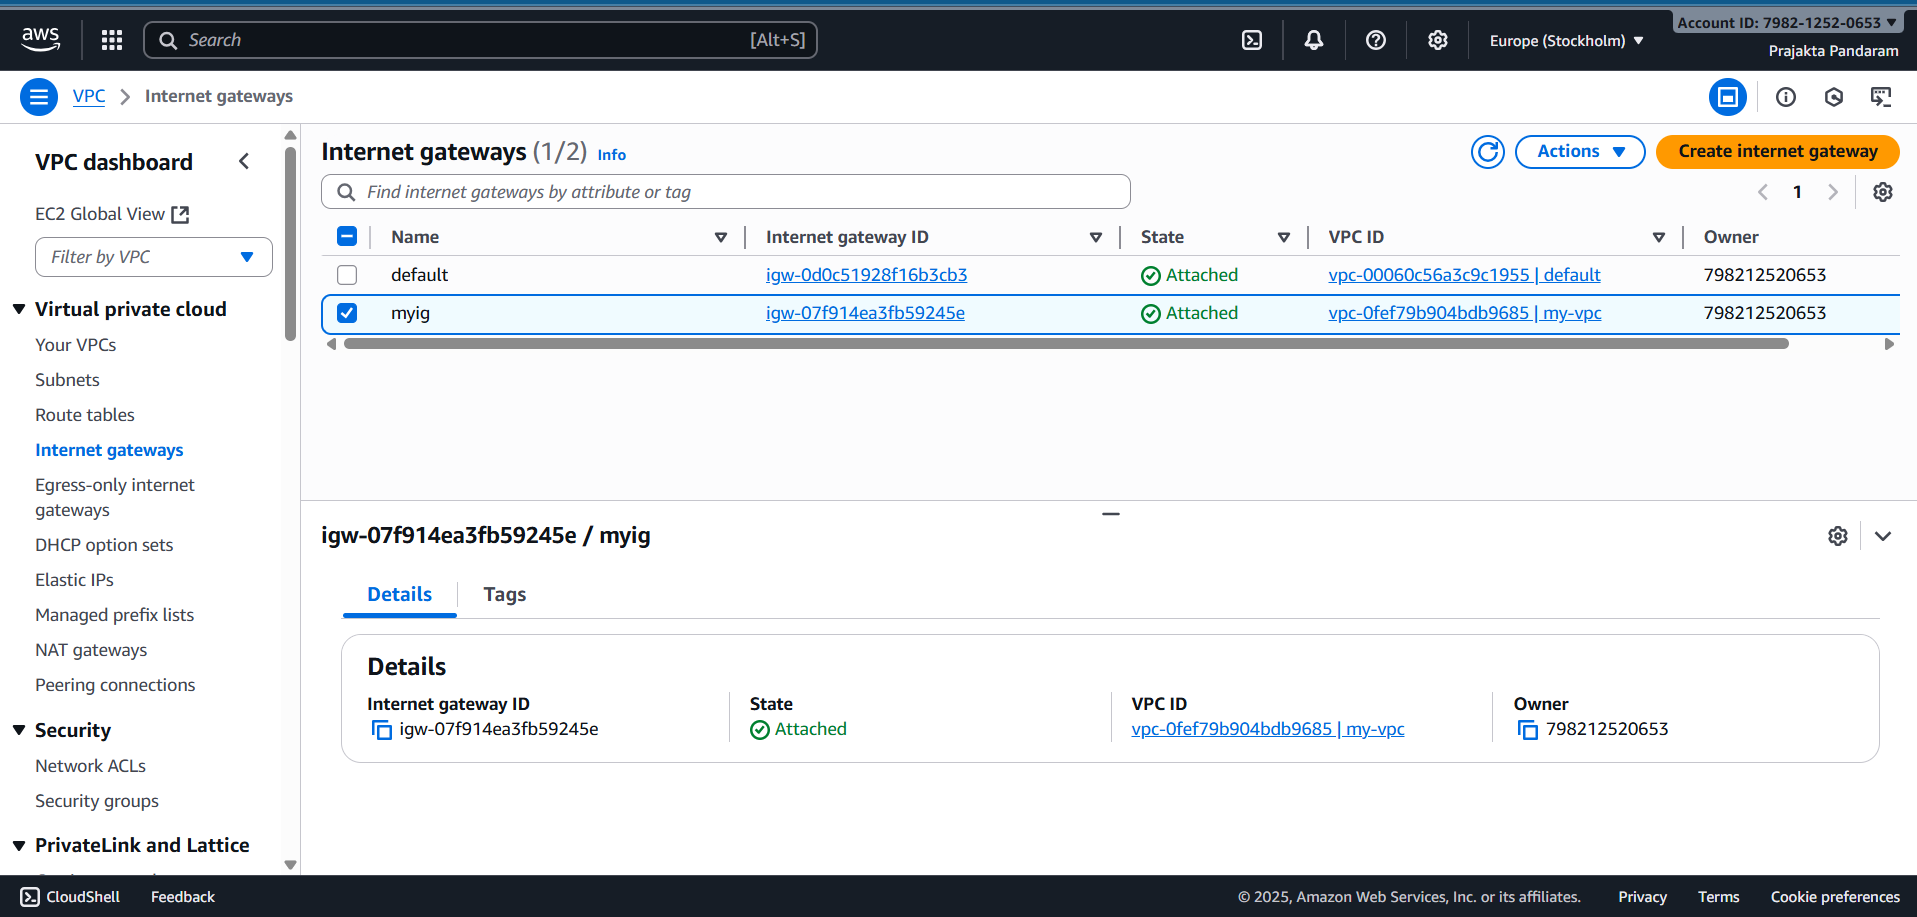 aws
Search [Alt+S]
Europe (Stockholm)
Account ID: 7982-1252-0653
Prajakta Pandaram
VPC
Internet gateways
VPC dashboard
EC2 Global View
Filter by VPC
Virtual private cloud
Your VPCs
Subnets
Route tables
Internet gateways
Egress-only internet
gateways
DHCP option sets
Elastic IPs
Managed prefix lists
NAT gateways
Peering connections
Security
Network ACLs
Security groups
PrivateLink and Lattice
Internet gateways (1/2) Info
Actions
Create internet gateway
Find internet gateways by attribute or tag
1
Name Internet gateway ID State VPC ID Owner
default igw-0d0c51928f16b3cb3 Attached vpc-00060c56a3c9c1955 | default 798212520653
myig igw-07f914ea3fb59245e Attached vpc-0fef79b904bdb9685 | my-vpc 798212520653
igw-07f914ea3fb59245e / myig
Details Tags
Details
Internet gateway ID State VPC ID Owner
igw-07f914ea3fb59245e Attached vpc-0fef79b904bdb9685 | my-vpc 798212520653
CloudShell Feedback © 2025, Amazon Web Services, Inc. or its affiliates. Privacy Terms Cookie preferences